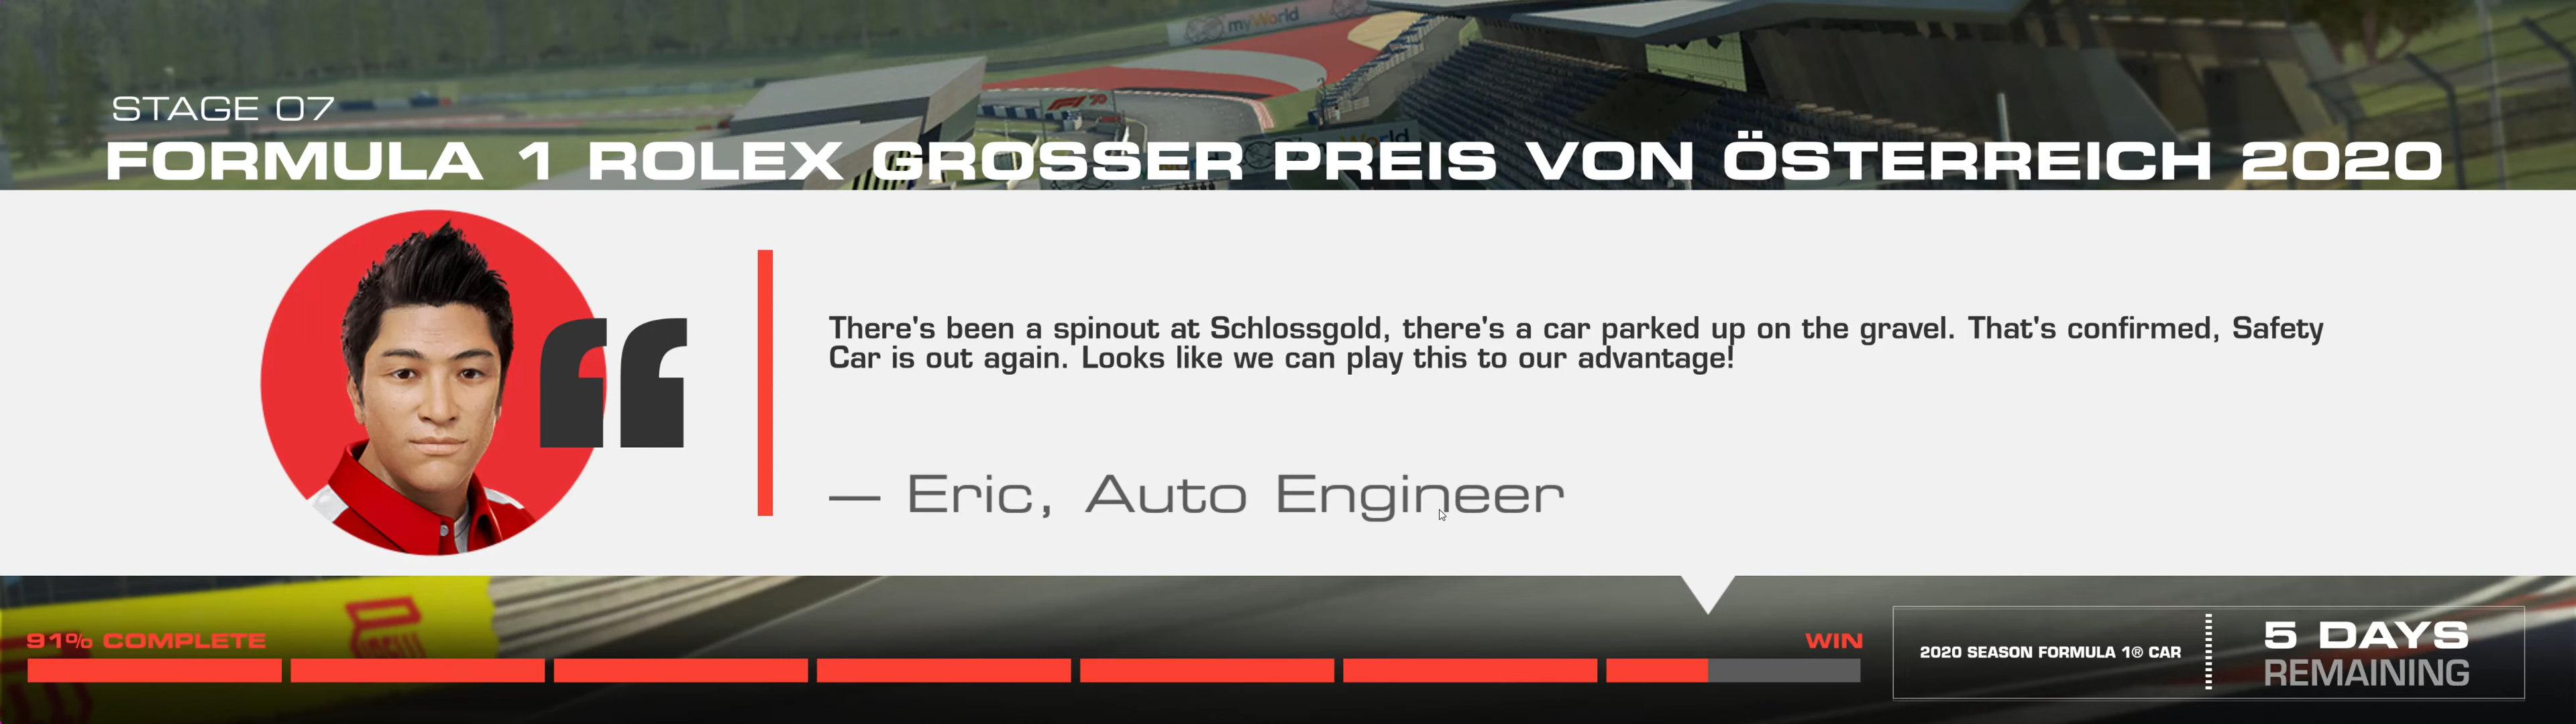 myWorld
STAGE 07
FORMULA 1 ROLEX GROSSER PREIS VON ÖSTERREICH 2020
There's been a spinout at Schlossgold, there's a car parked up on the gravel. That's confirmed, Safety
Car is out again. Looks like we can play this to our advantage!
— Eric, Auto Engineer
91% COMPLETE
WIN
2020 SEASON FORMULA 1® CAR
5 DAYS
REMAINING